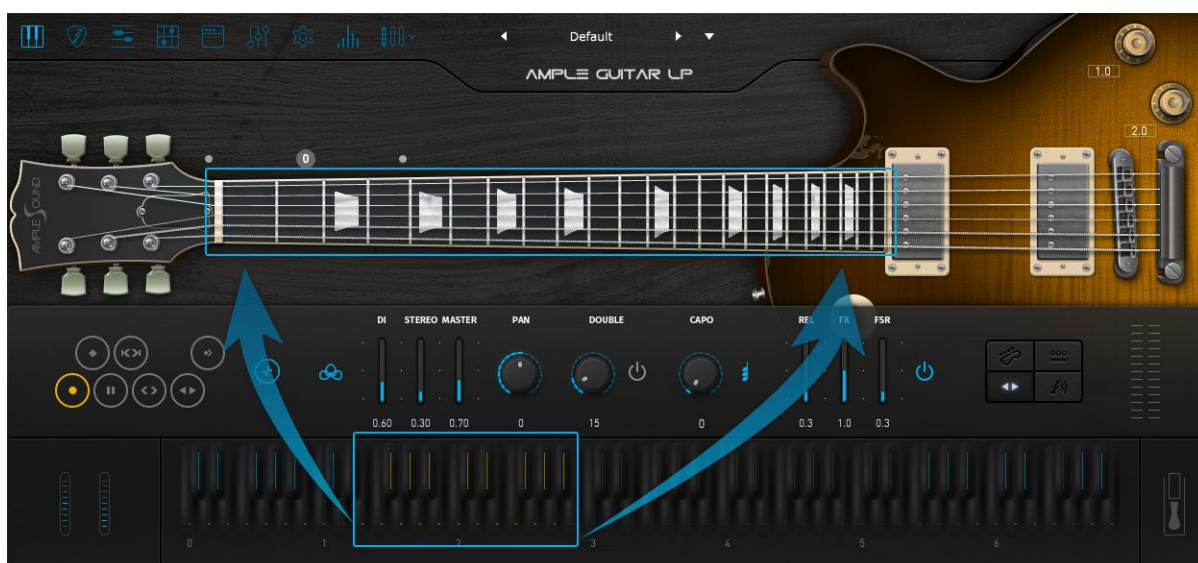 Default
AMPLE GUITAR LP
1.0
2.0
0
AMPLE SOUND
DI STEREO MASTER PAN DOUBLE CAPO REL FX FSR
0.60 0.30 0.70 0 15 0 0.3 1.0 0.3
0 1 2 3 4 5 6